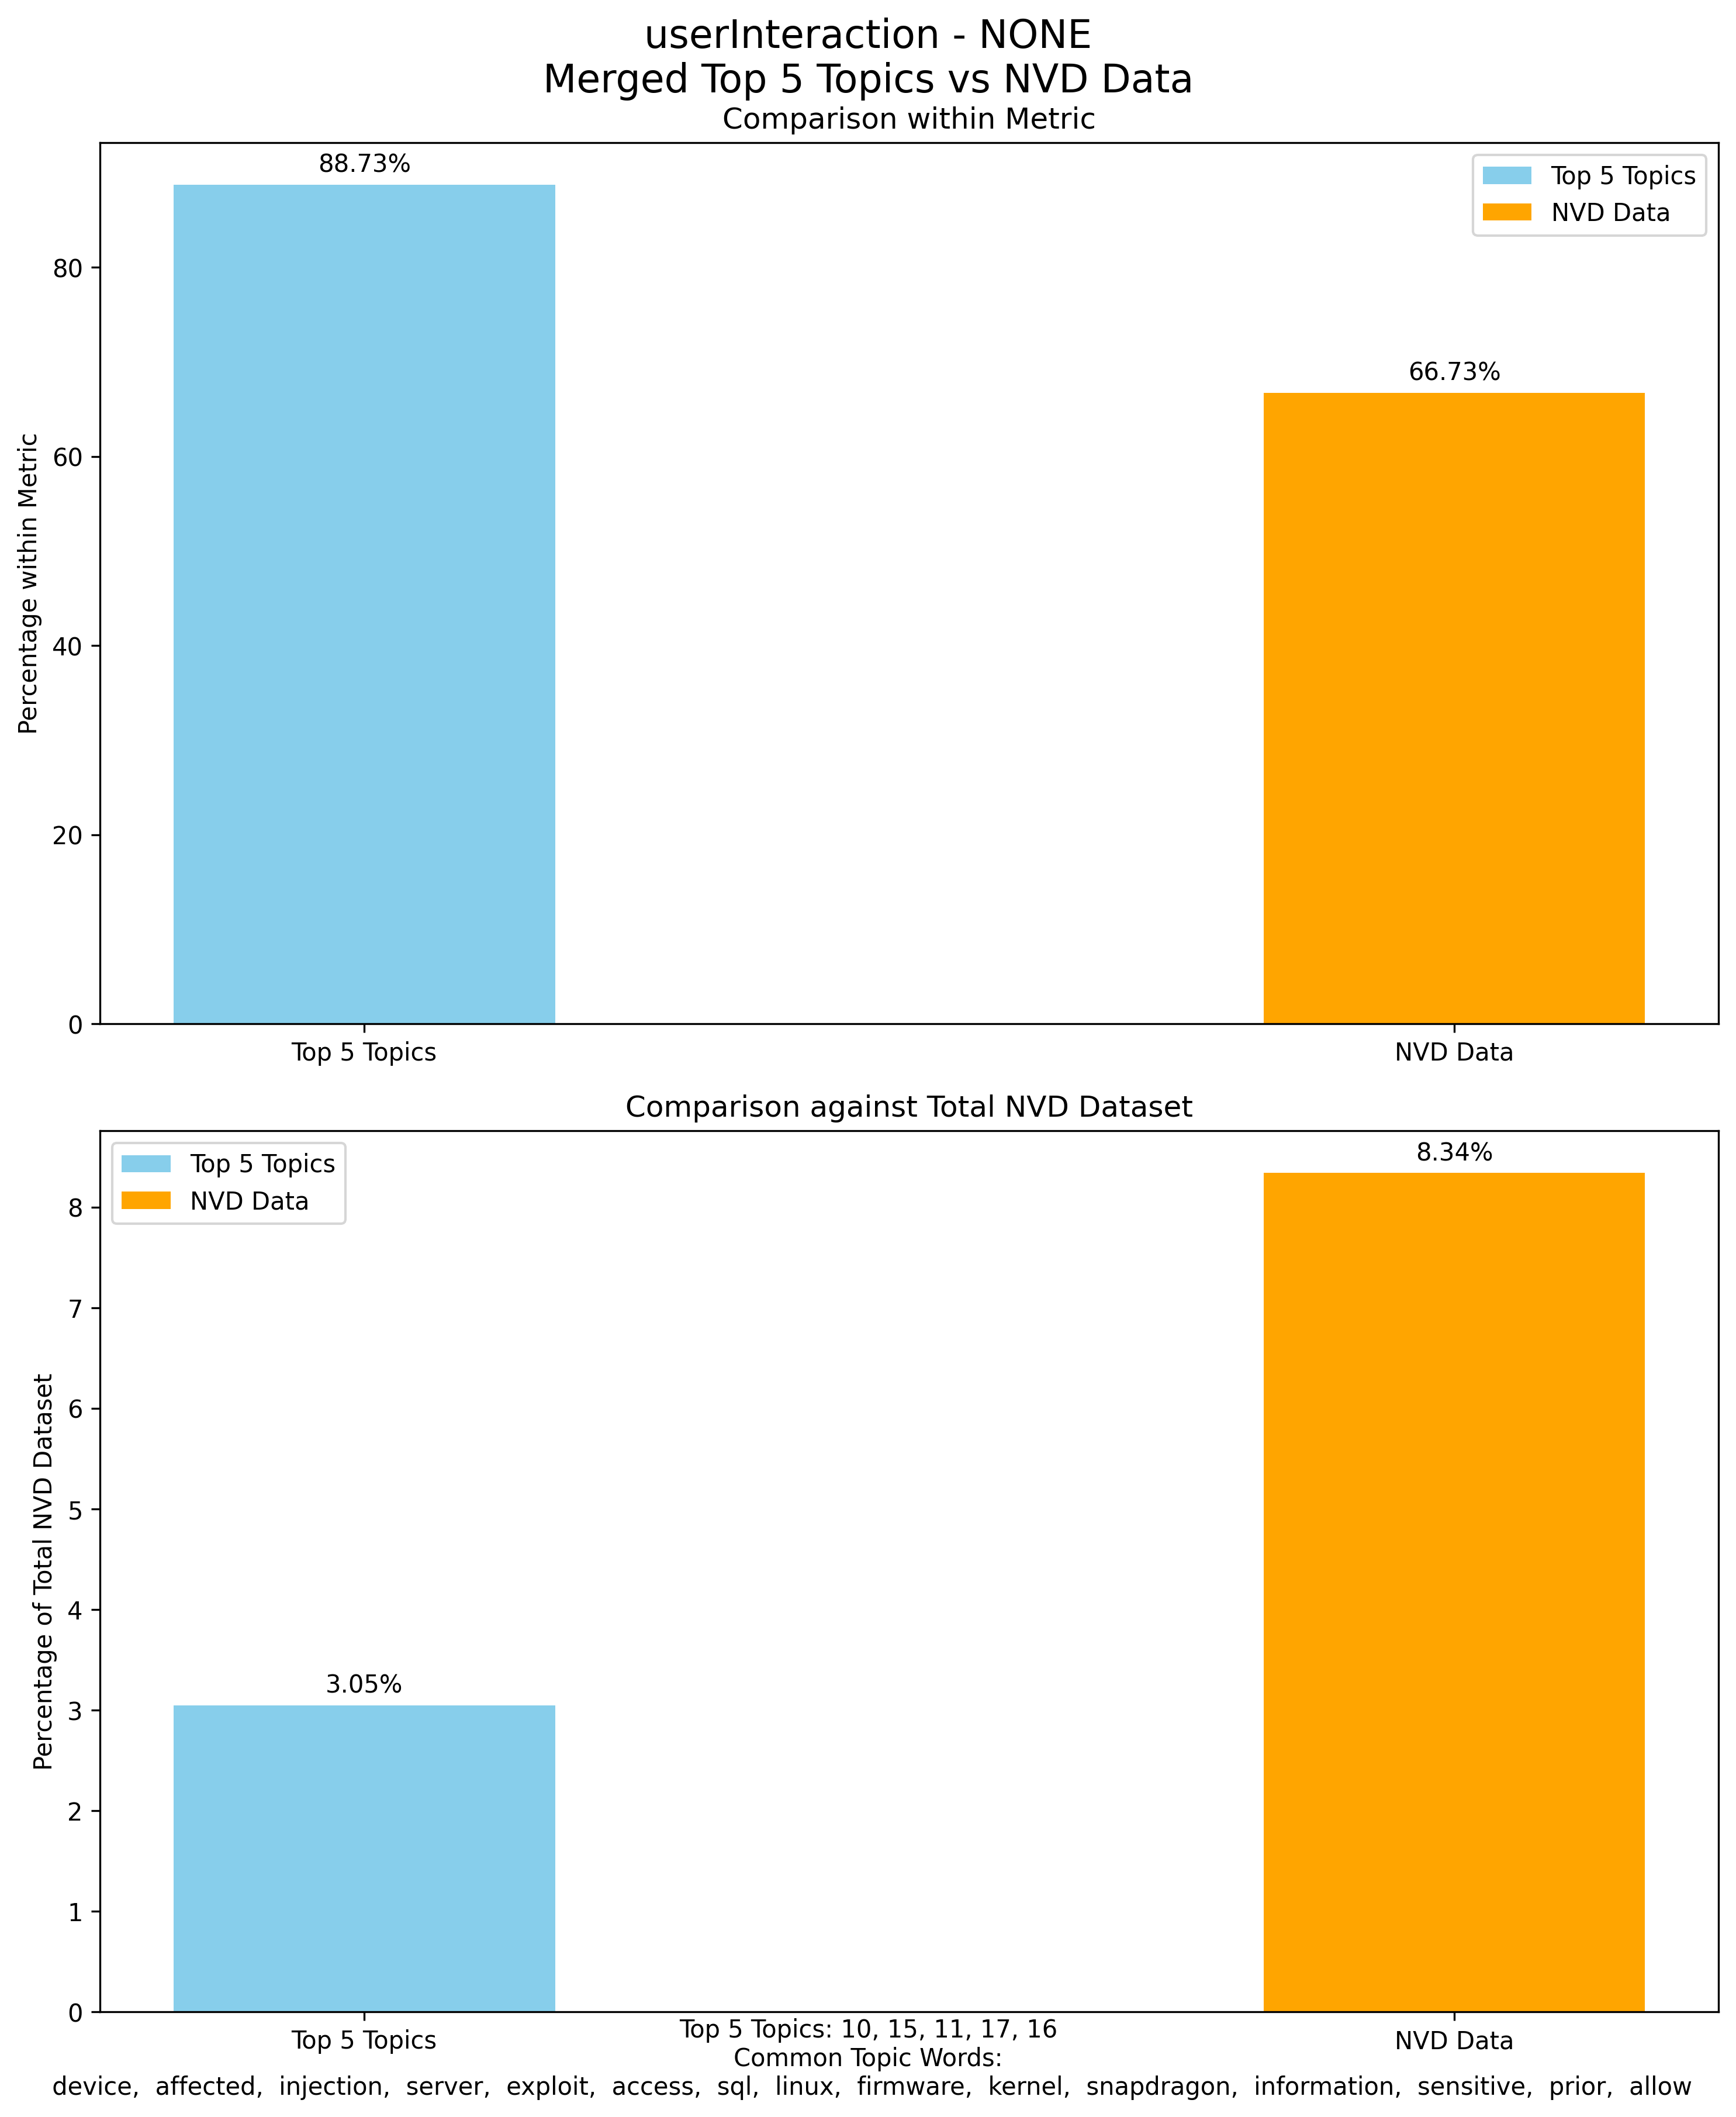 userInteraction - NONE
Merged Top 5 Topics vs NVD Data
Comparison within Metric
88.73%
Top 5 Topics
NVD Data
80
66.73%
60
Percentage within Metric
40
20
0
Top 5 Topics
NVD Data
Comparison against Total NVD Dataset
8.34%
Top 5 Topics
NVD Data
8
7
6
Percentage of Total NVD Dataset
5
4
3.05%
3
2
1
0
Top 5 Topics
NVD Data
Top 5 Topics: 10, 15, 11, 17, 16
Common Topic Words:
device, affected, injection, server, exploit, access, sql, linux, firmware, kernel, snapdragon, information, sensitive, prior, allow